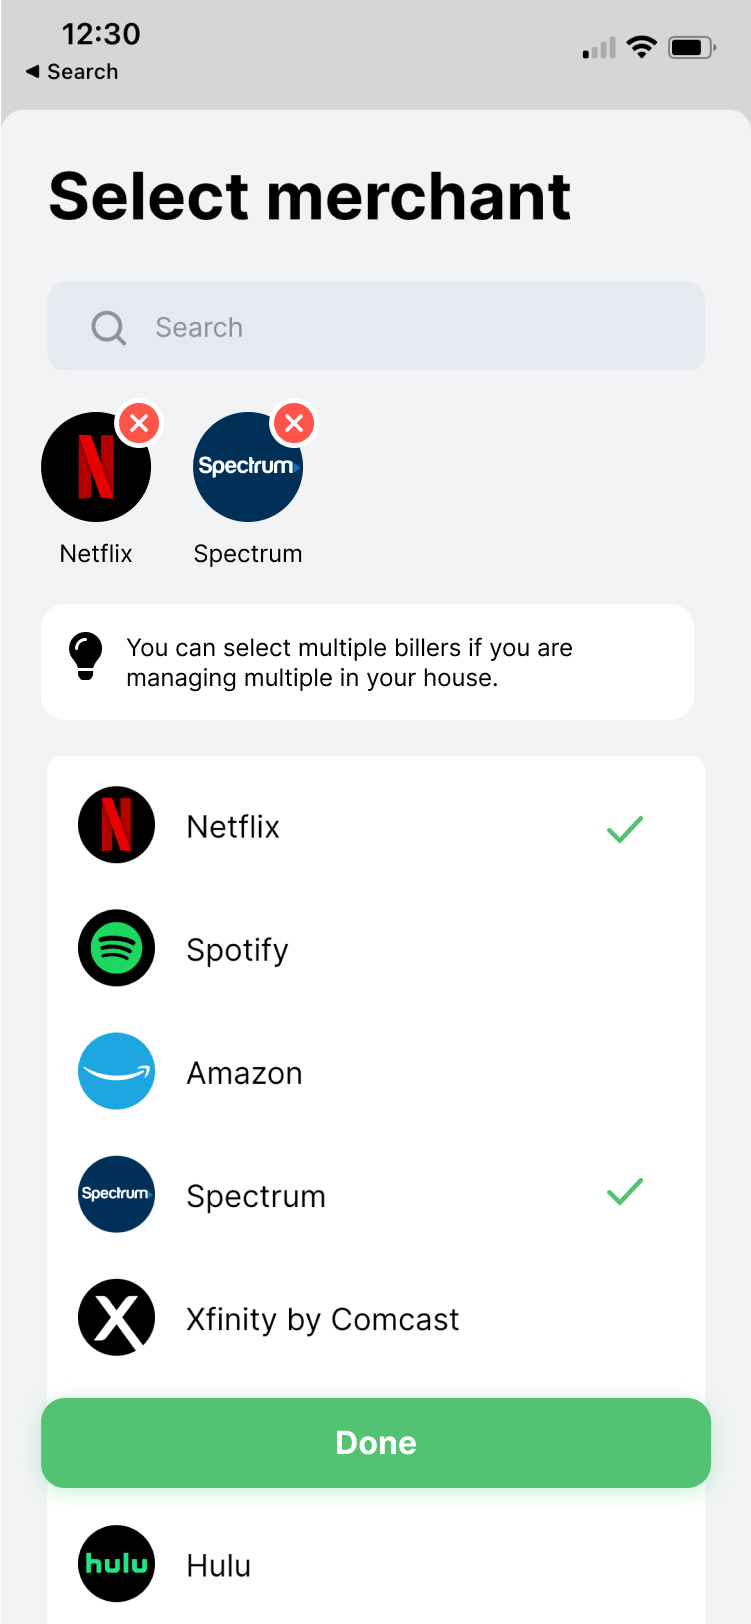 12:30
Search
Select merchant
Search
N
Spectrum
Netflix
Spectrum
You can select multiple billers if you are
managing multiple in your house.
N
Netflix
Spotify
Amazon
Spectrum
Spectrum
X
Xfinity by Comcast
Done
hulu
Hulu